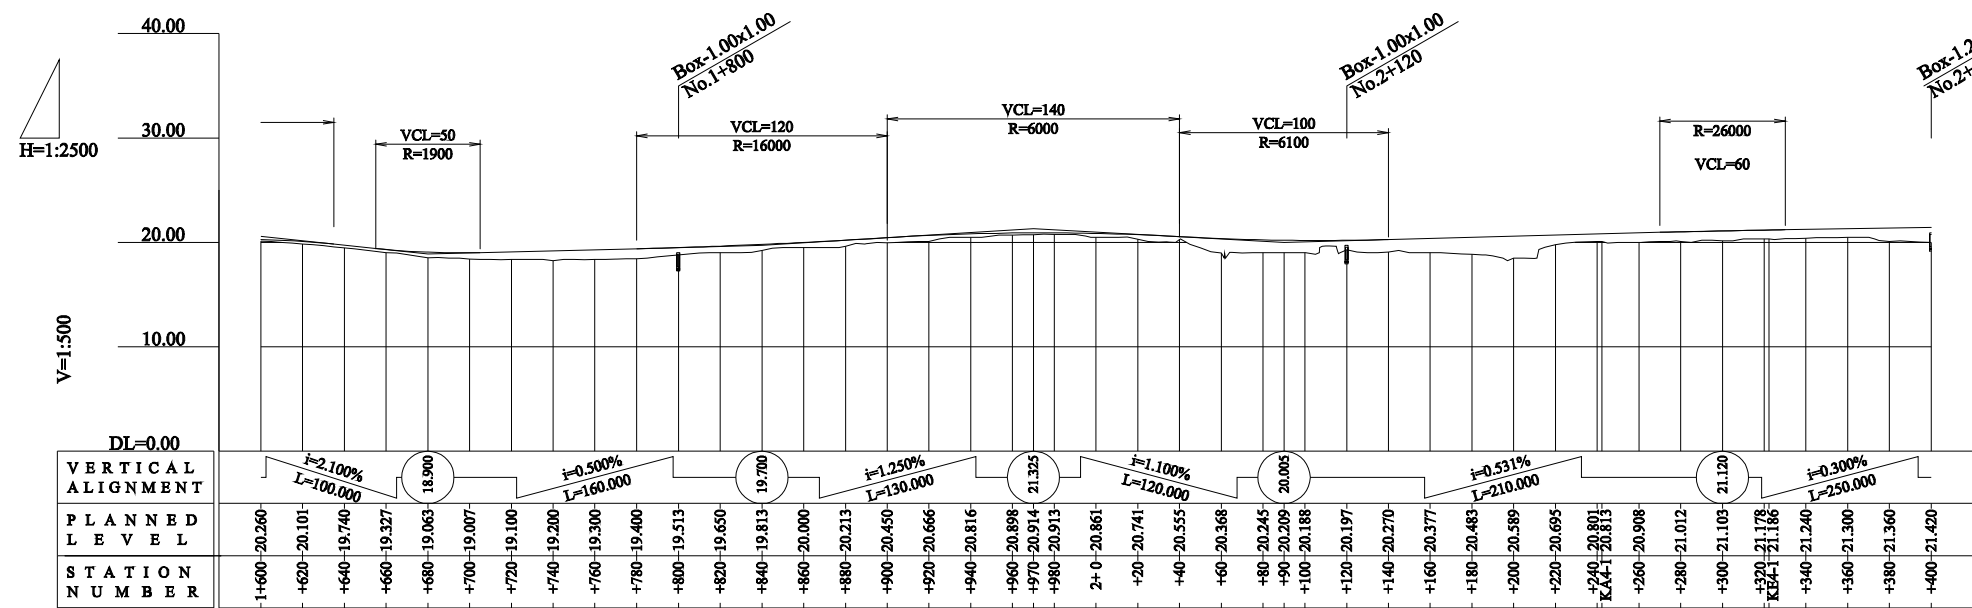 40.00
30.00
20.00
10.00
DL=0.00
H=1:2500
V=1:500
Box-1.00x1.00
No.1+800
Box-1.00x1.00
No.2+120
Box-1.2
No.2+
VCL=50
R=1900
VCL=120
R=16000
VCL=140
R=6000
VCL=100
R=6100
R=26000
VCL=60
VERTICAL
ALIGNMENT
i=2.100%
L=100.000
18.900
i=0.500%
L=160.000
19.700
i=1.250%
L=130.000
21.325
i=1.100%
L=120.000
20.005
i=0.531%
L=210.000
21.120
i=0.300%
L=250.000
PLANNED
LEVEL
20.260 20.101 19.740 19.327 19.063 19.007 19.100 19.200 19.300 19.400 19.513 19.650 19.813 20.000 20.213 20.450 20.666 20.816 20.898 20.914 20.913 20.861 20.741 20.555 20.368 20.245 20.209 20.188 20.197 20.270 20.377 20.483 20.589 20.695 20.801 20.813 20.908 21.012 21.103 21.178 21.186 21.240 21.300 21.360 21.420
STATION
NUMBER
1+600 +620 +640 +660 +680 +700 +720 +740 +760 +780 +800 +820 +840 +860 +880 +900 +920 +940 +960 +970 +980 2+ 0 +20 +40 +60 +80 +90 +100 +120 +140 +160 +180 +200 +220 +240 KA4-1 +260 +280 +300 +320 KE4-1 +340 +360 +380 +400